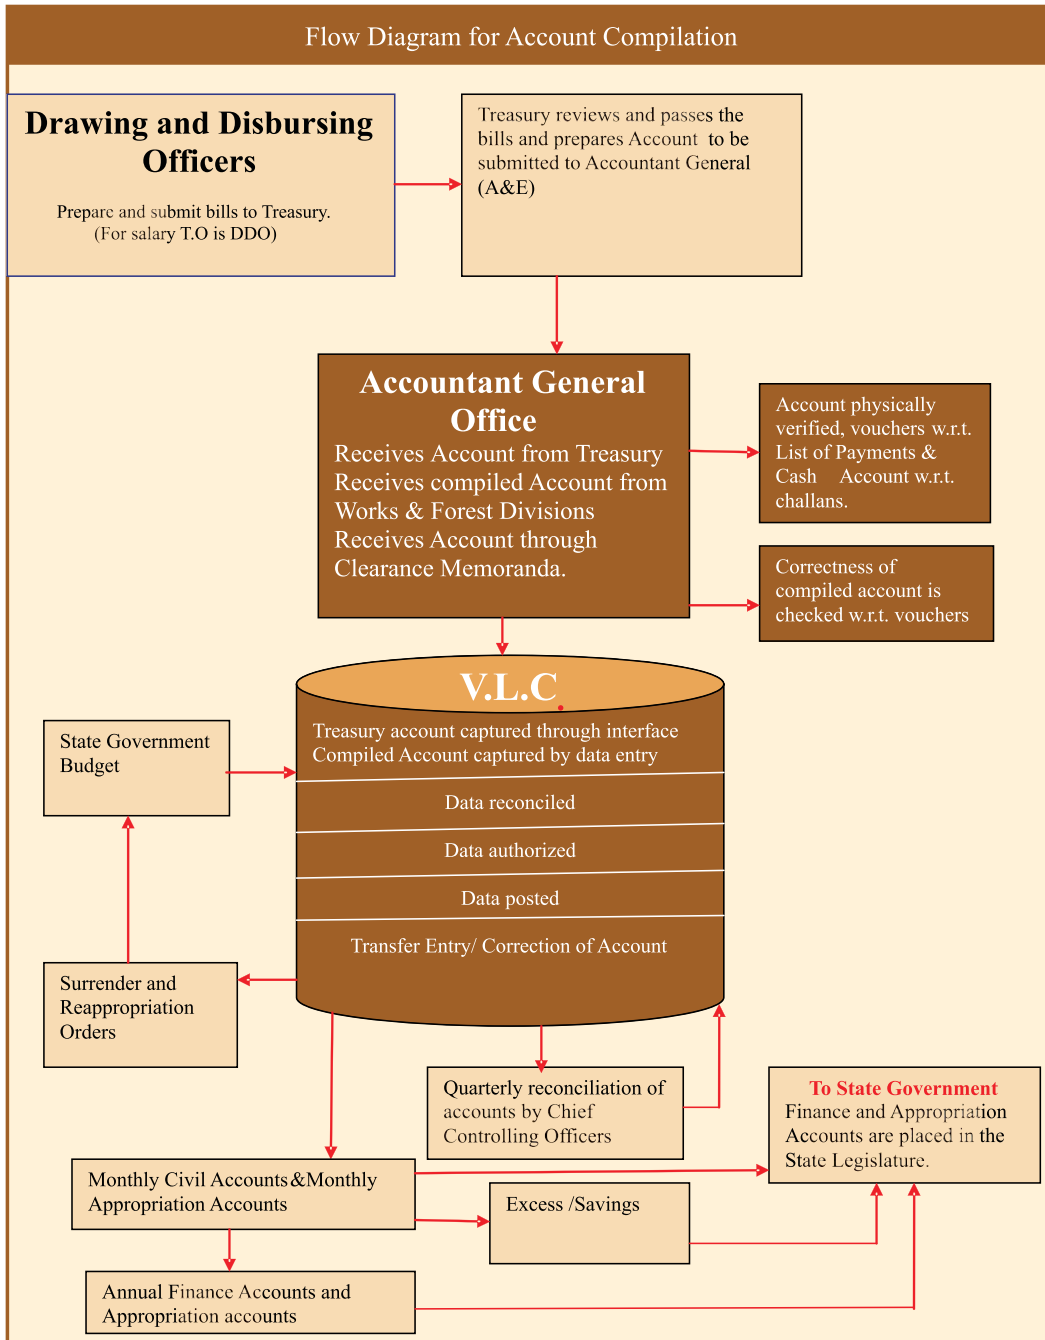 Flow Diagram for Account Compilation
Drawing and Disbursing
Officers
Prepare and submit bills to Treasury.
(For salary T.O is DDO)
Treasury reviews and passes the
bills and prepares Account to be
submitted to Accountant General
(A&E)
Accountant General
Office
Receives Account from Treasury
Receives compiled Account from
Works & Forest Divisions
Receives Account through
Clearance Memoranda.
Account physically
verified, vouchers w.r.t.
List of Payments &
Cash Account w.r.t.
challans.
Correctness of
compiled account is
checked w.r.t. vouchers
V.L.C.
Treasury account captured through interface
Compiled Account captured by data entry
Data reconciled
Data authorized
Data posted
Transfer Entry/ Correction of Account
State Government
Budget
Surrender and
Reappropriation
Orders
Quarterly reconciliation of
accounts by Chief
Controlling Officers
To State Government
Finance and Appropriation
Accounts are placed in the
State Legislature.
Monthly Civil Accounts &Monthly
Appropriation Accounts
Excess /Savings
Annual Finance Accounts and
Appropriation accounts